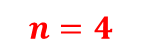 n = 4